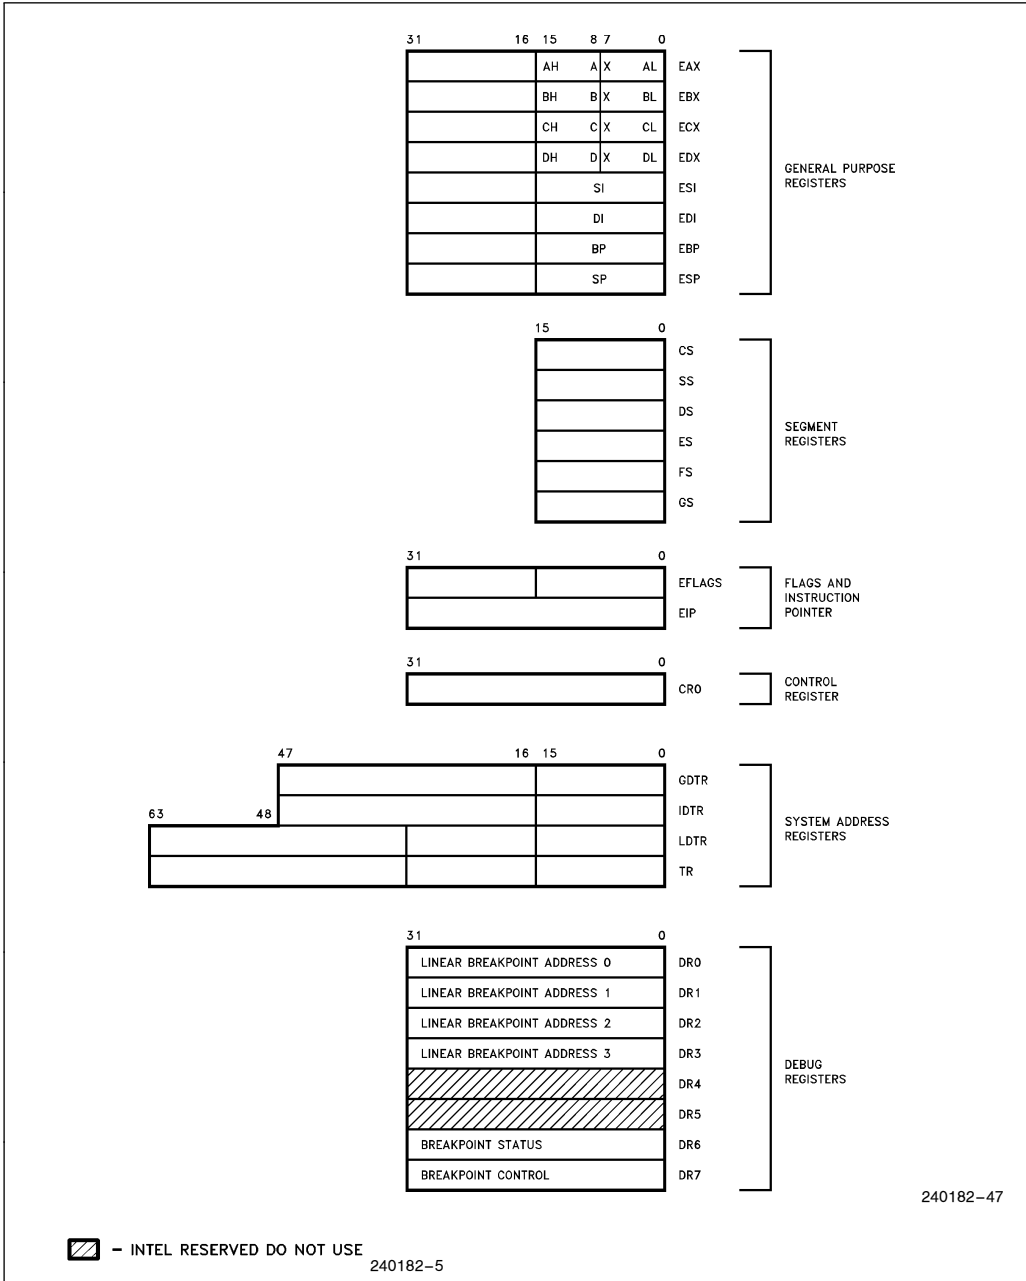 31 16 15 8 7 0
AH A X AL EAX
BH B X BL EBX
CH C X CL ECX
DH D X DL EDX
SI ESI
DI EDI
BP EBP
SP ESP
GENERAL PURPOSE
REGISTERS
15 0
CS
SS
DS
ES
FS
GS
SEGMENT
REGISTERS
31 0
EFLAGS
EIP
FLAGS AND
INSTRUCTION
POINTER
31 0
CR0
CONTROL
REGISTER
47 16 15 0
GDTR
IDTR
63 48
LDTR
TR
SYSTEM ADDRESS
REGISTERS
31 0
LINEAR BREAKPOINT ADDRESS 0 DR0
LINEAR BREAKPOINT ADDRESS 1 DR1
LINEAR BREAKPOINT ADDRESS 2 DR2
LINEAR BREAKPOINT ADDRESS 3 DR3
DR4
DR5
BREAKPOINT STATUS DR6
BREAKPOINT CONTROL DR7
DEBUG
REGISTERS
240182–47
– INTEL RESERVED DO NOT USE
240182–5